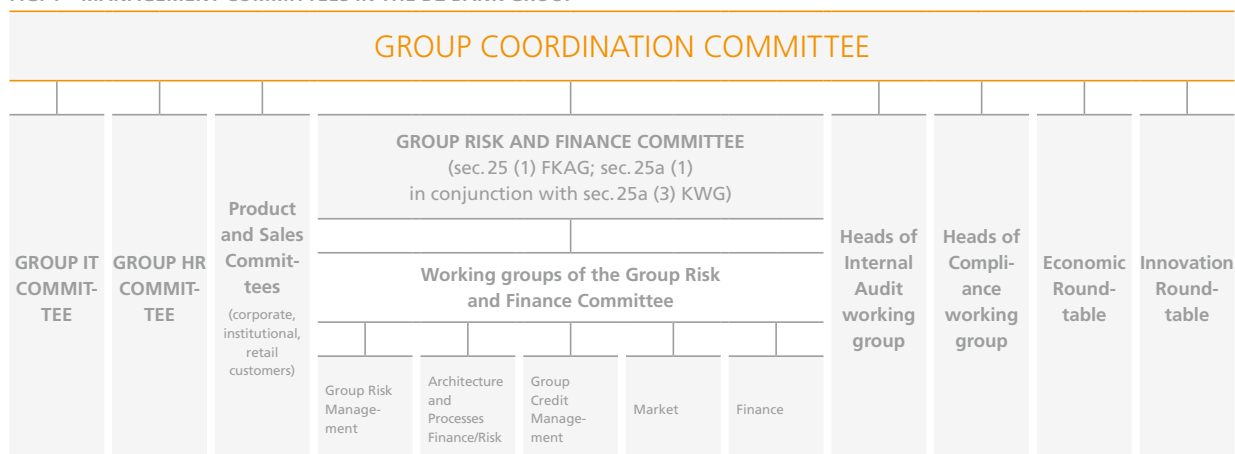 GROUP COORDINATION COMMITTEE
GROUP IT
COMMIT-
TEE
GROUP HR
COMMIT-
TEE
Product
and Sales
Commit-
tees
(corporate,
institutional,
retail
customers)
GROUP RISK AND FINANCE COMMITTEE
(sec. 25 (1) FKAG; sec. 25a (1)
in conjunction with sec. 25a (3) KWG)
Working groups of the Group Risk
and Finance Committee
Group Risk
Manage-
ment
Architecture
and
Processes
Finance/Risk
Group
Credit
Manage-
ment
Market
Finance
Heads of
Internal
Audit
working
group
Heads of
Compli-
ance
working
group
Economic
Round-
table
Innovation
Round-
table